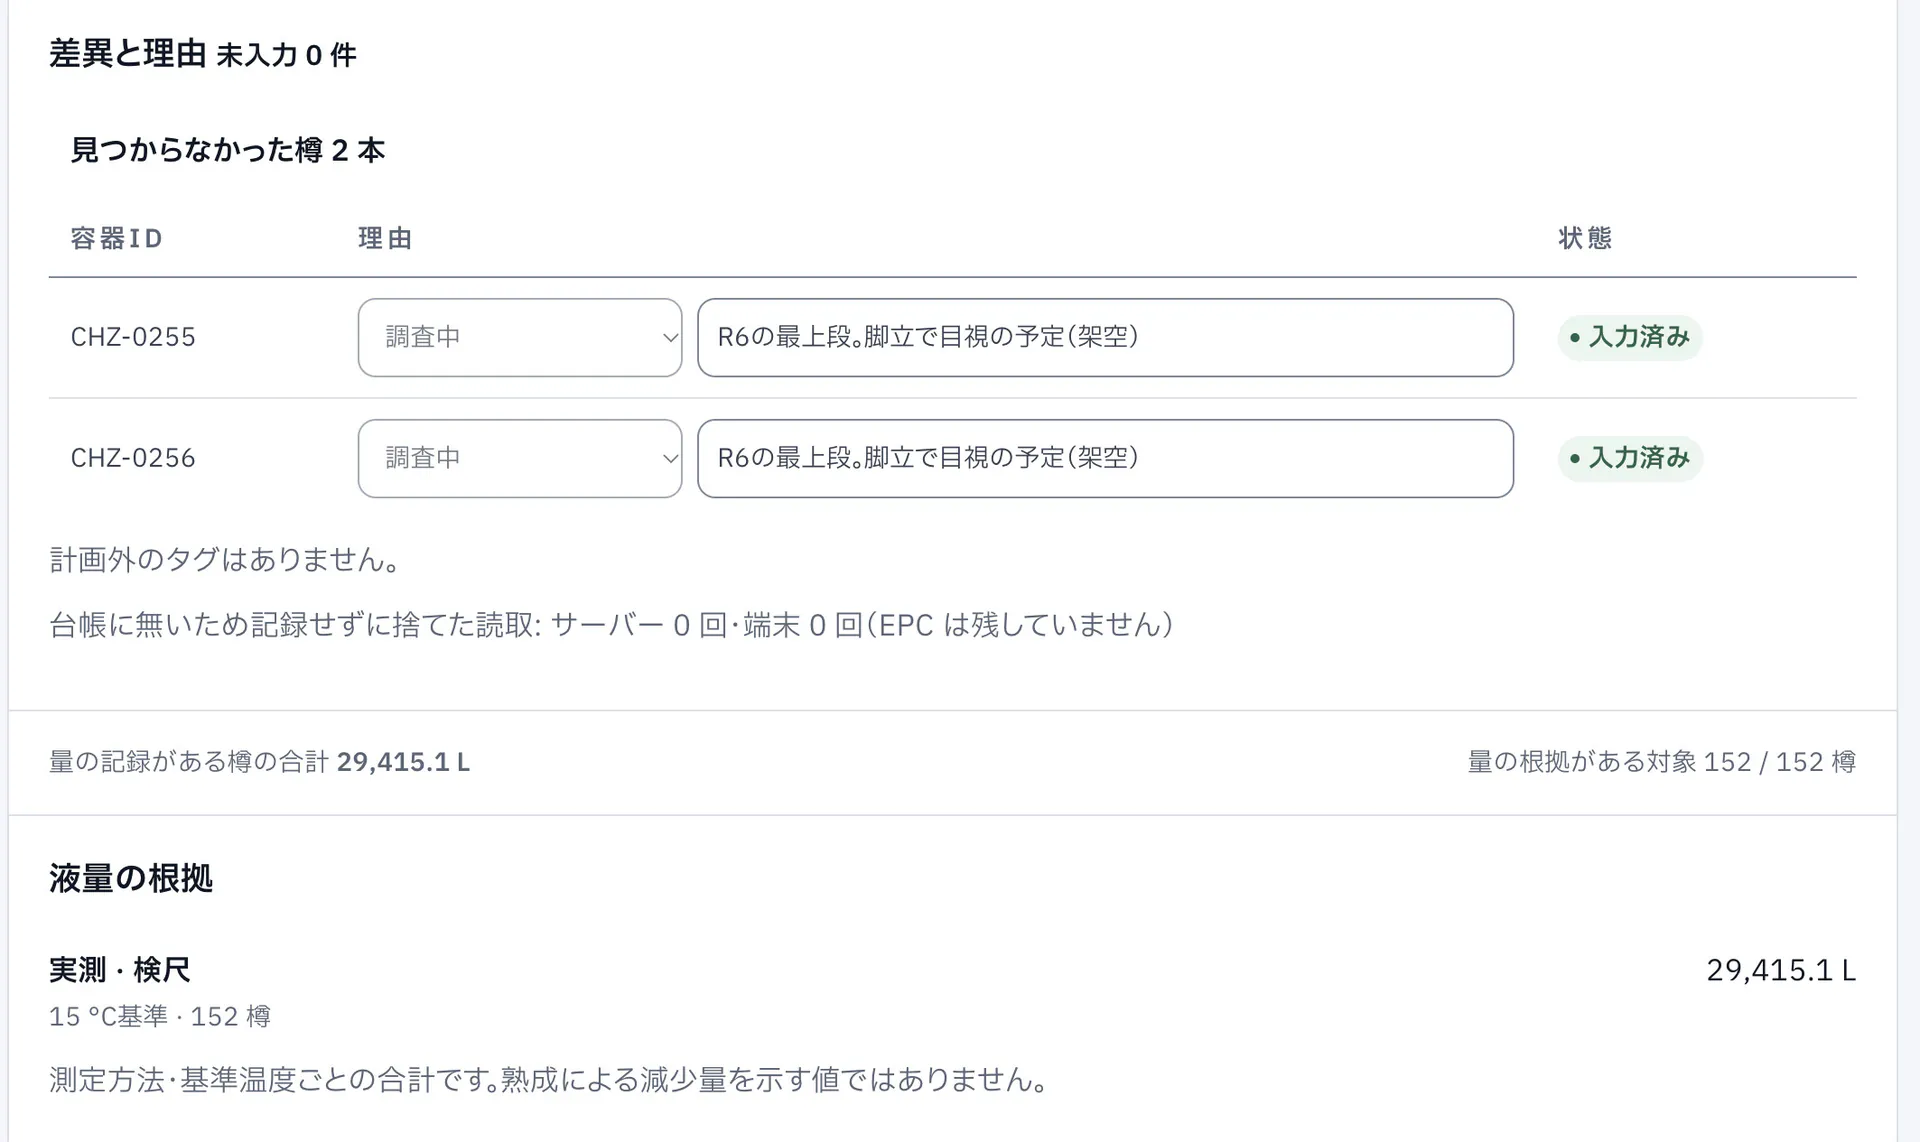 差異と理由 未入力 0 件
見つからなかった樽 2 本
容器ID 理由 状態
CHZ-0255 調査中 R6の最上段。脚立で目視の予定(架空) • 入力済み
CHZ-0256 調査中 R6の最上段。脚立で目視の予定(架空) • 入力済み
計画外のタグはありません。
台帳に無いため記録せずに捨てた読取: サーバー 0 回·端末 0 回(EPC は残していません)
量の記録がある樽の合計 29,415.1 L 量の根拠がある対象 152 / 152 樽
液量の根拠
実測 · 検尺 29,415.1 L
15 °C基準 · 152 樽
測定方法·基準温度ごとの合計です。熟成による減少量を示す値ではありません。